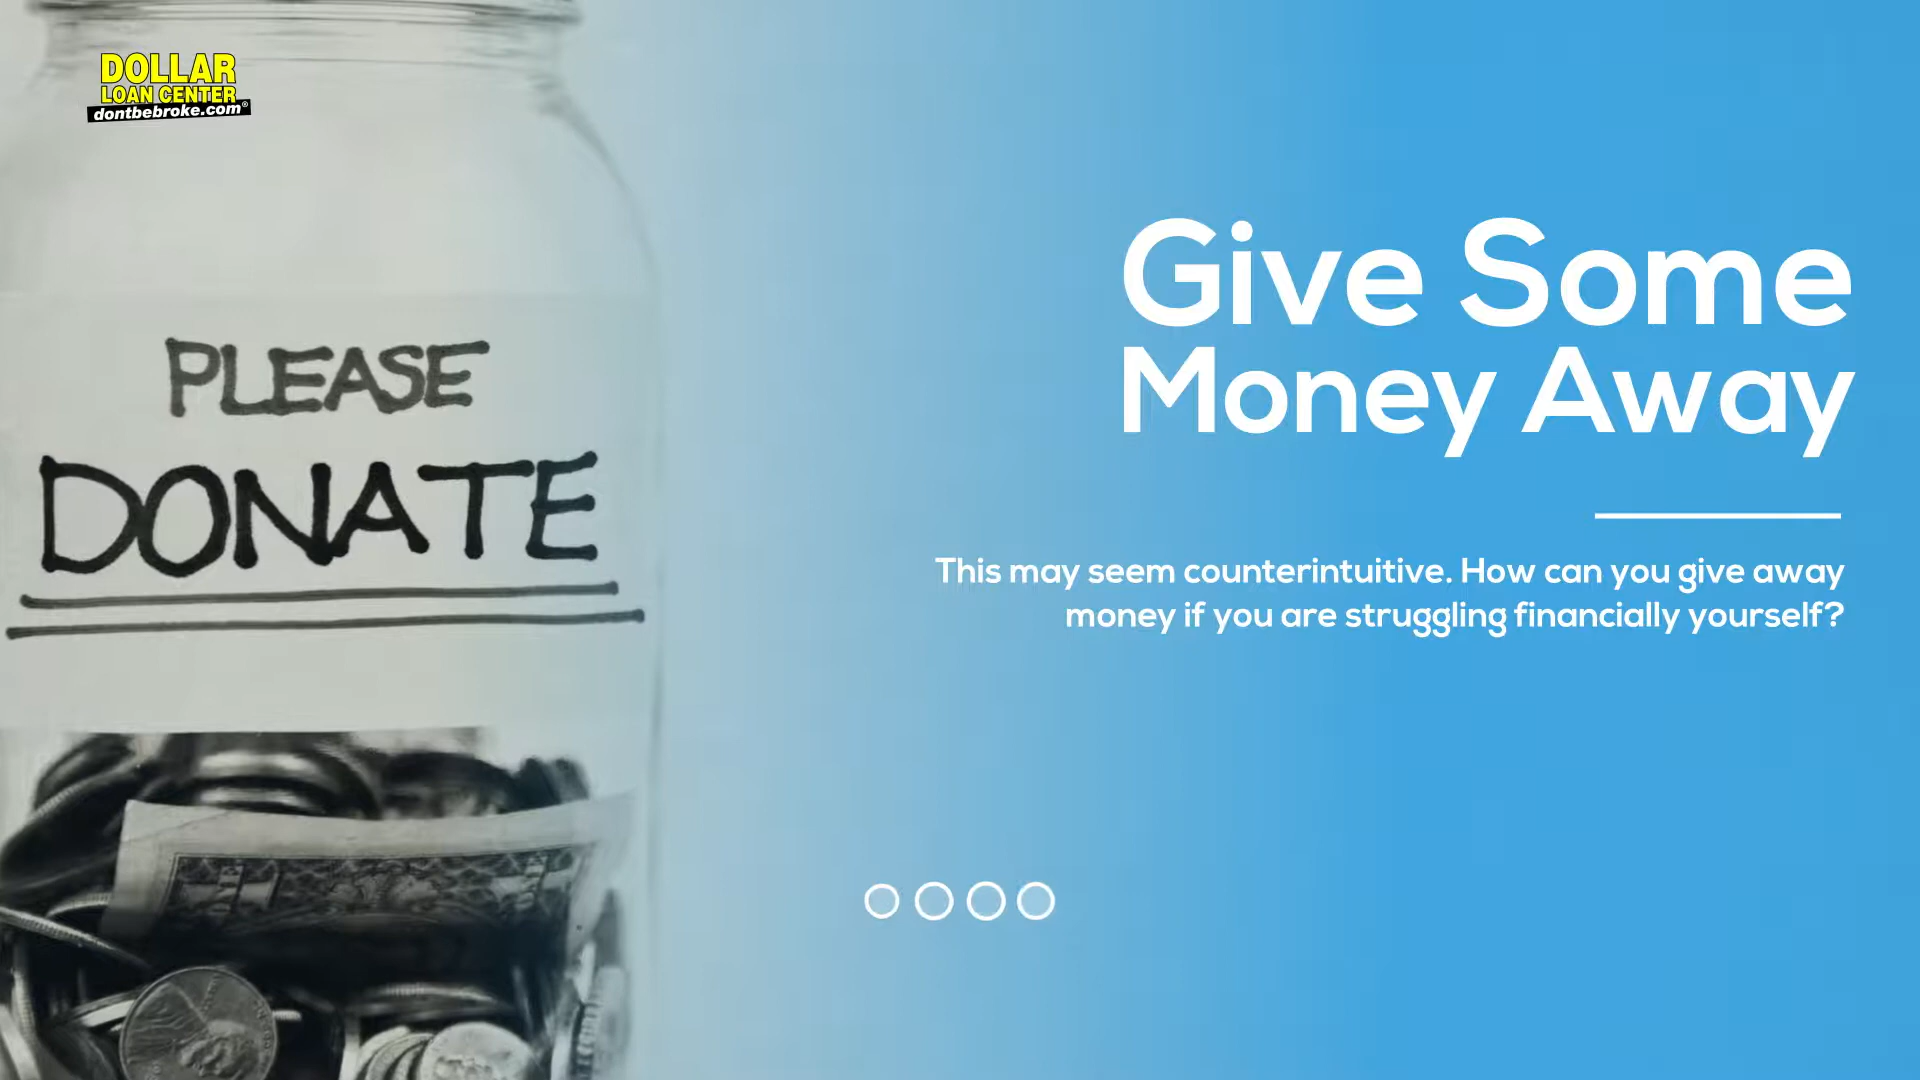 DOLLAR
LOAN CENTER
dontbebroke.com®
PLEASE
DONATE
Give Some
Money Away
This may seem counterintuitive. How can you give away
money if you are struggling financially yourself?